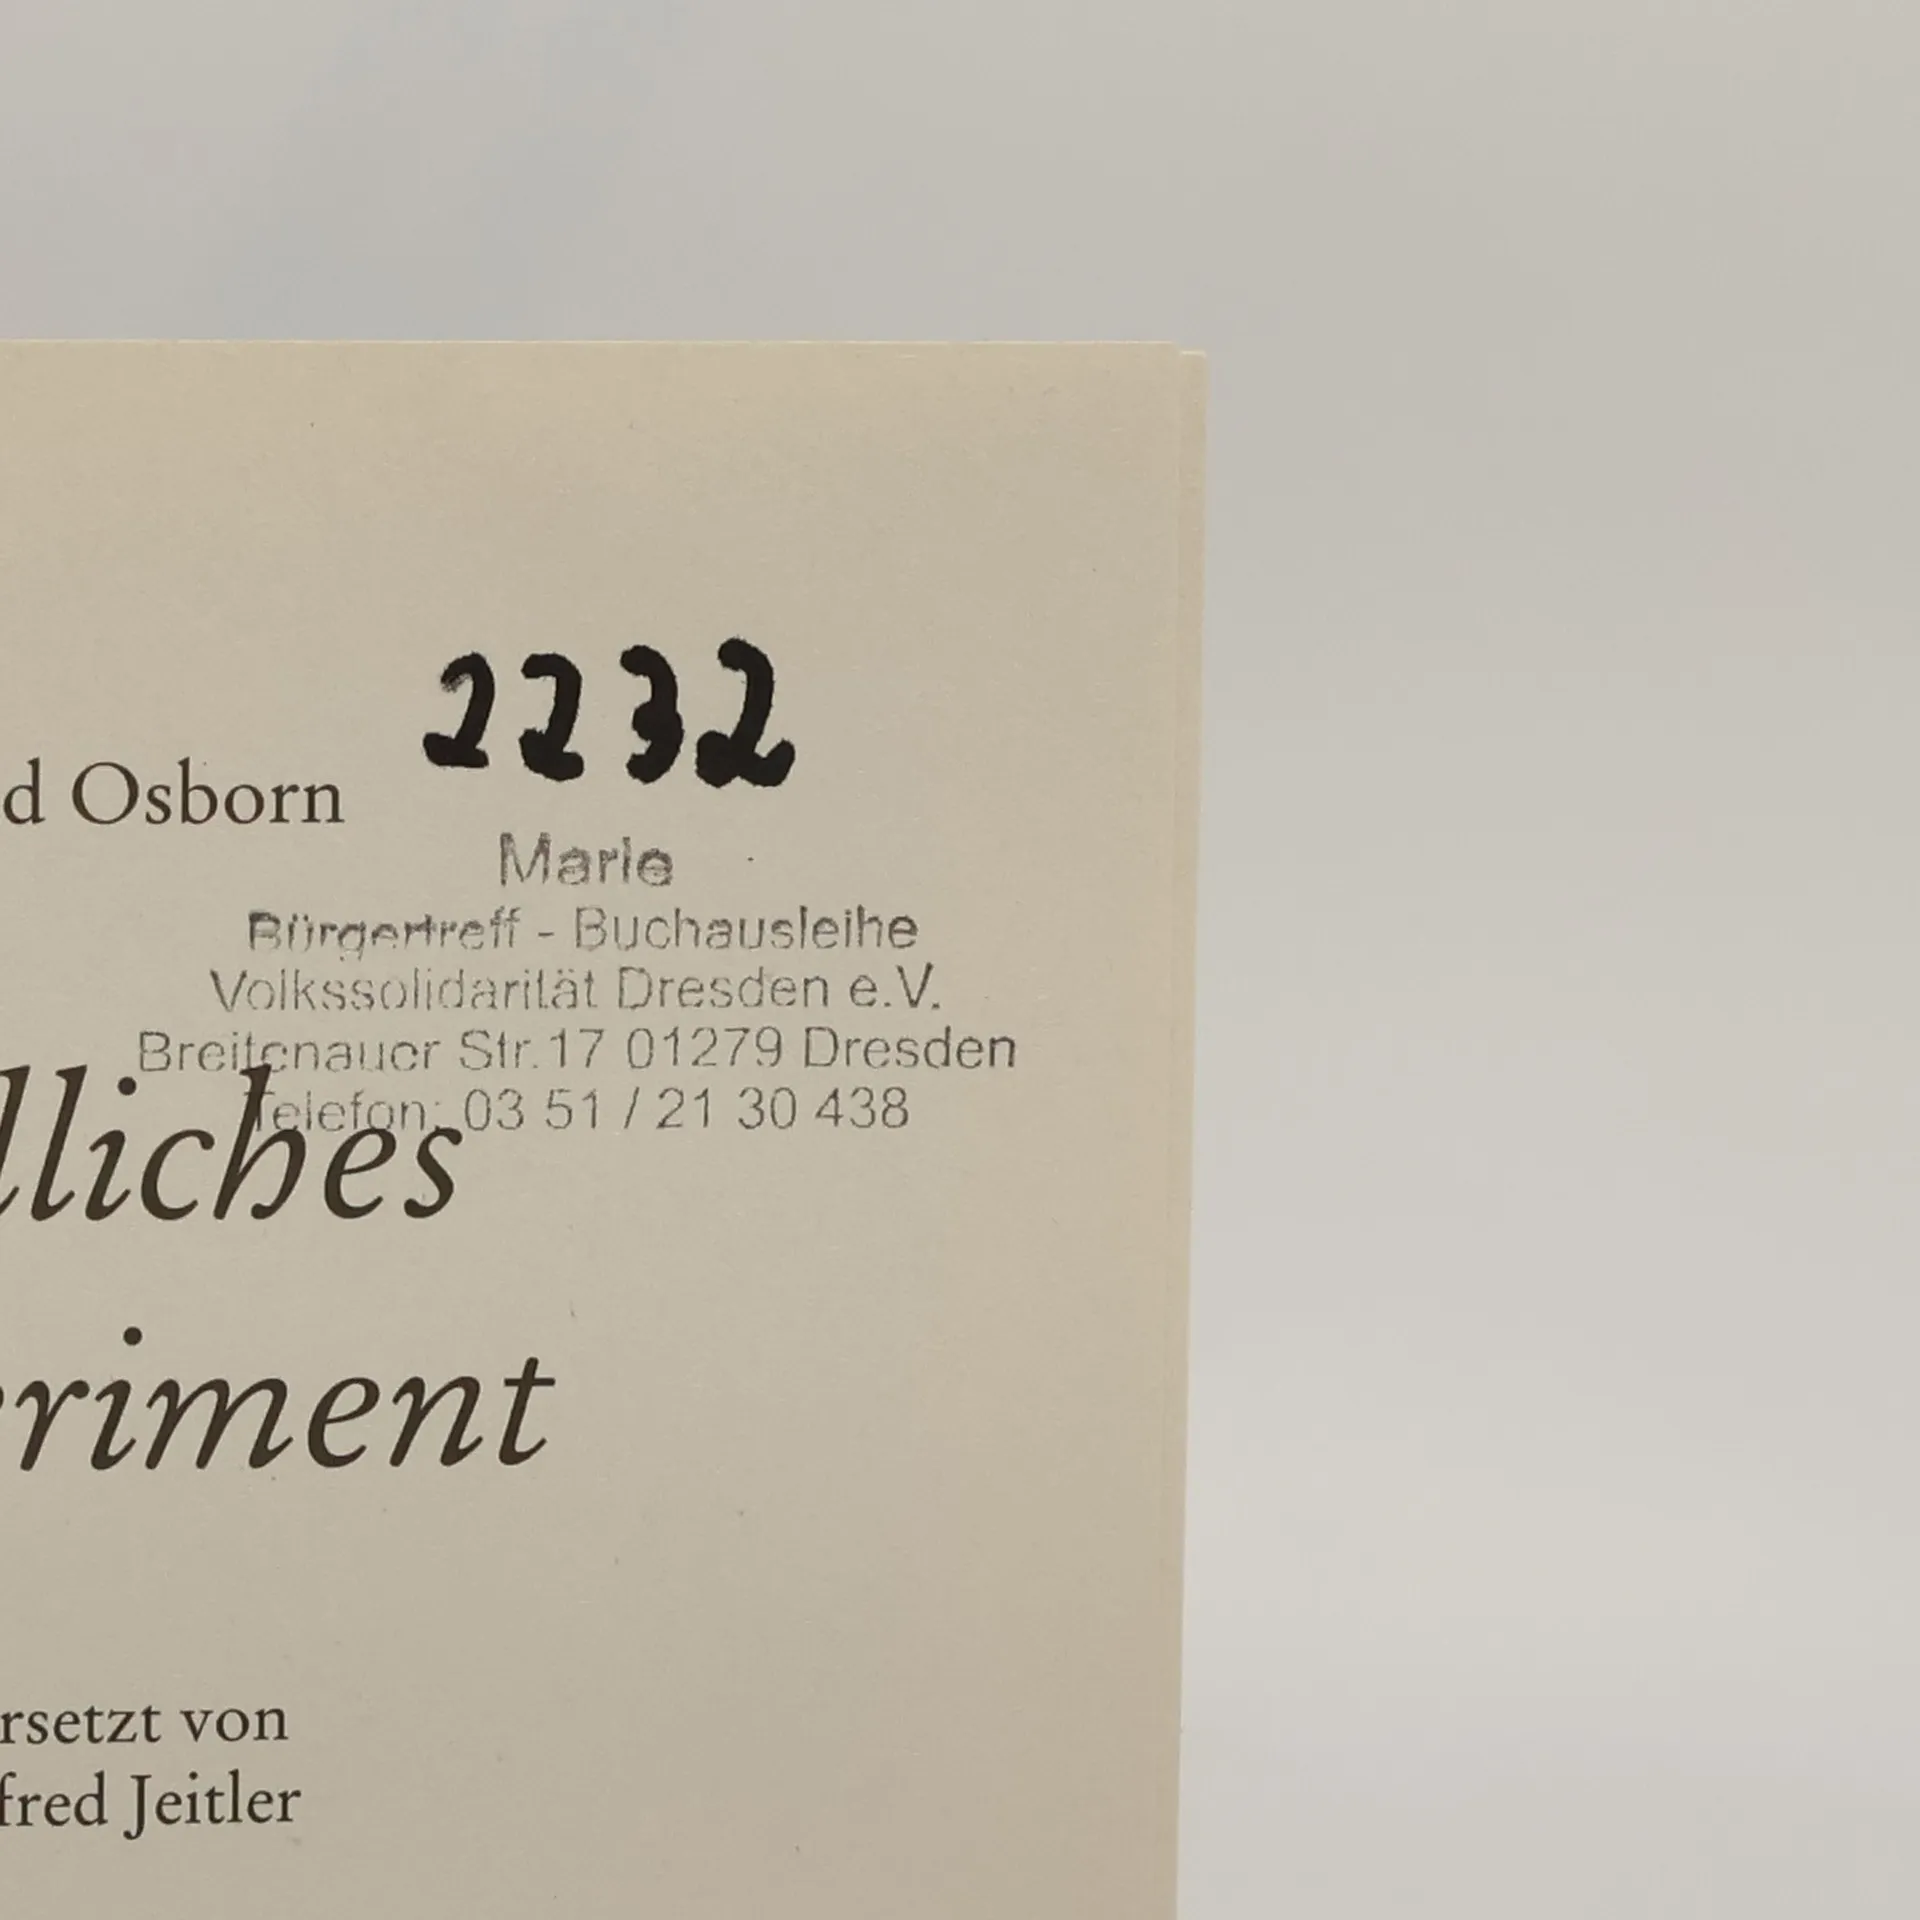 2232
d Osborn
Marie
Bürgertreff - Buchausleihe
Volkssolidarität Dresden e.V.
Breitenauer Str.17 01279 Dresden
Telefon: 03 51 / 21 30 438
lliches
eriment
rsetzt von
fred Jeitler